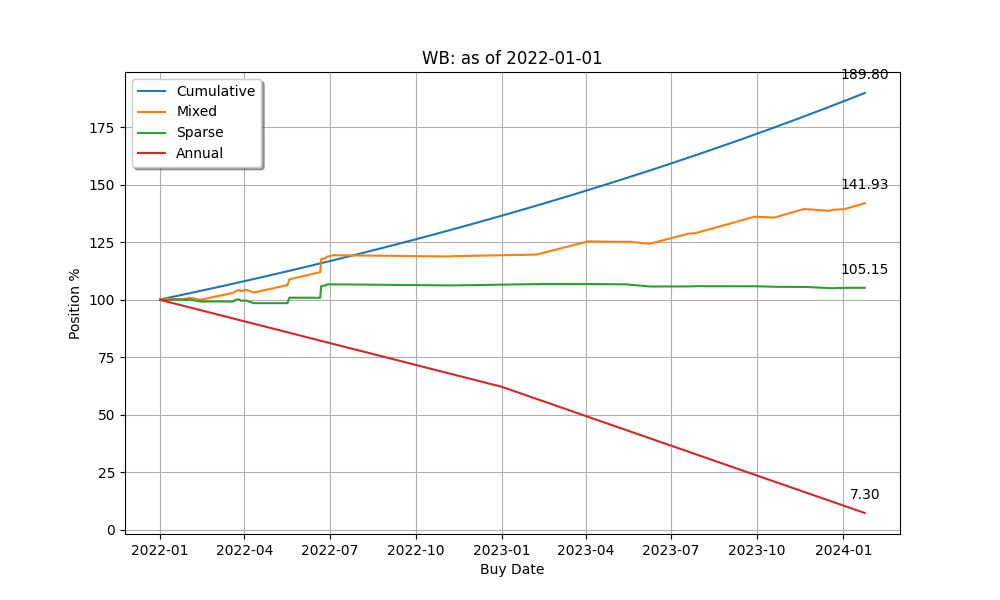 WB: as of 2022-01-01
Cumulative
Mixed
Sparse
Annual
189.80
141.93
105.15
7.30
175
150
125
100
75
50
25
0
Position %
2022-01 2022-04 2022-07 2022-10 2023-01 2023-04 2023-07 2023-10 2024-01
Buy Date